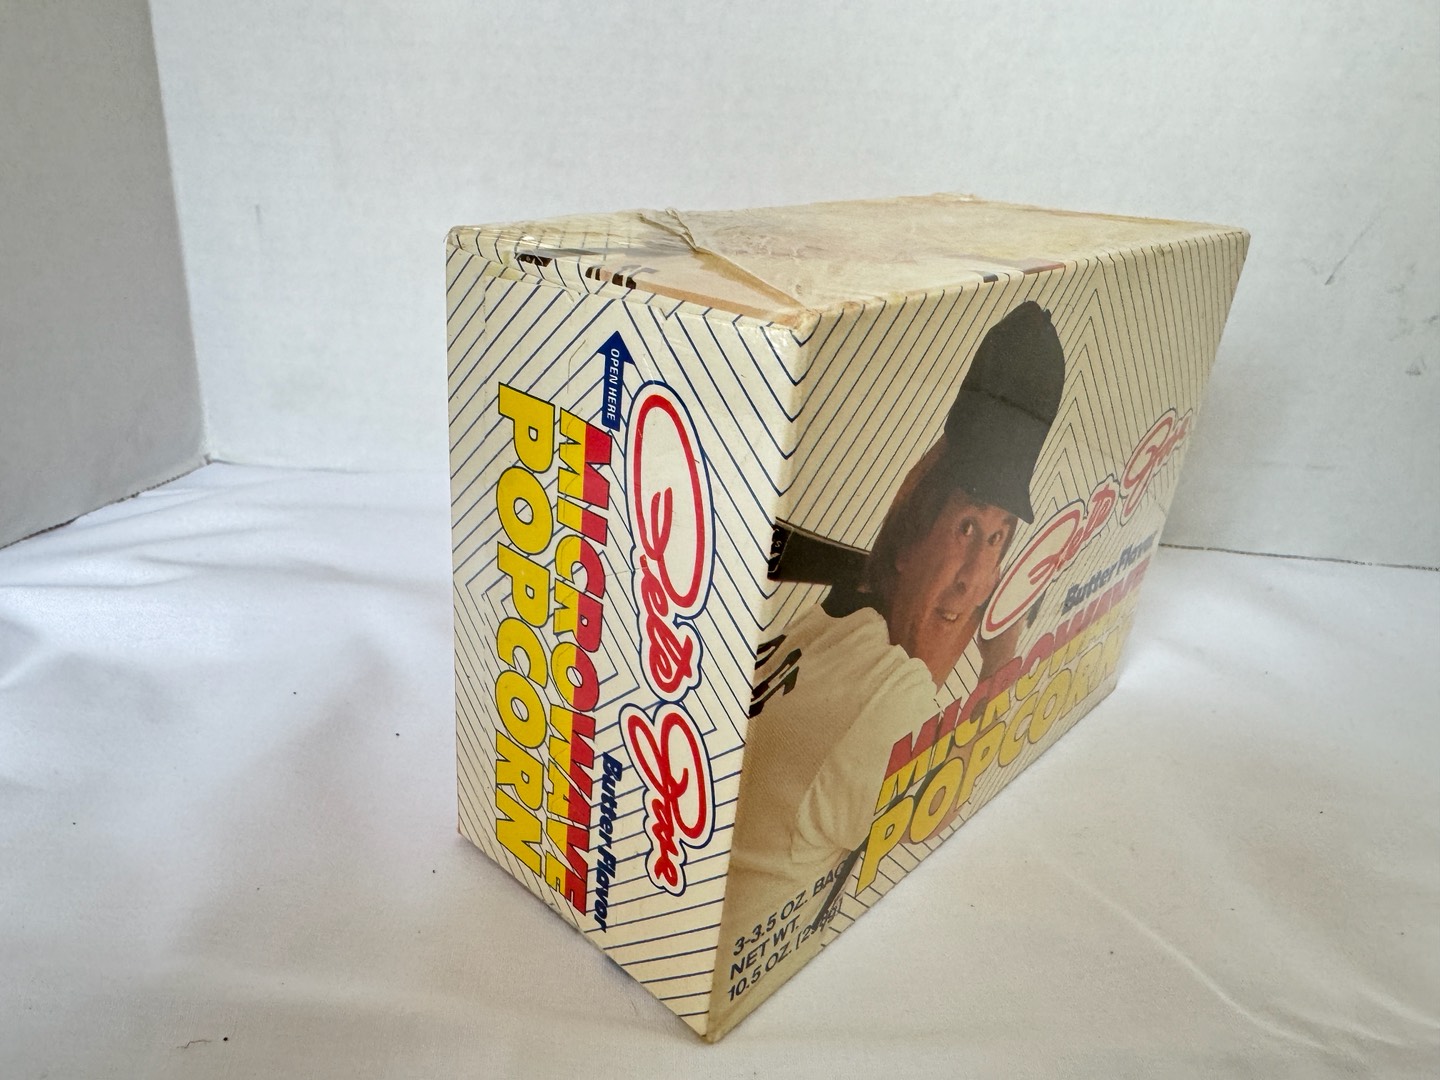 OPEN HERE
Pete Rose
Butter Flavor
MICROWAVE
POPCORN
Pete Rose
Butter Flavor
MICROWAVE
POPCORN
3-3.5 OZ. BAG
NET WT.
10.5 OZ.